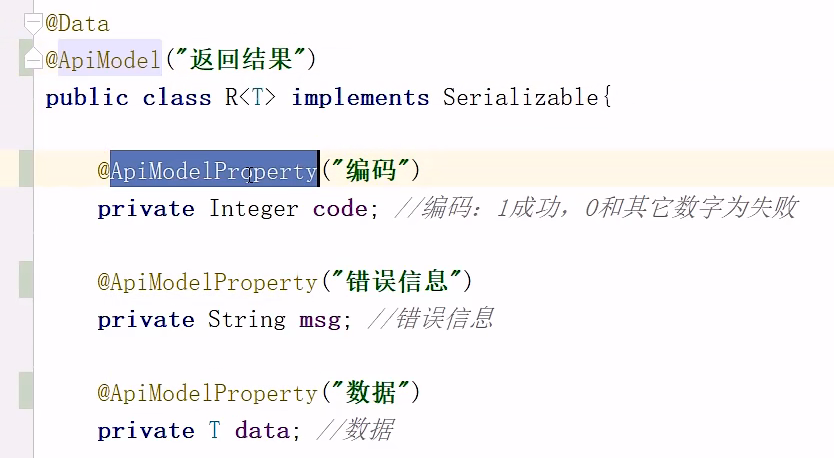 @Data
@ApiModel("返回结果")
public class R<T> implements Serializable{
@ApiModelProperty("编码")
private Integer code; //编码：1成功，0和其它数字为失败
@ApiModelProperty("错误信息")
private String msg; //错误信息
@ApiModelProperty("数据")
private T data; //数据